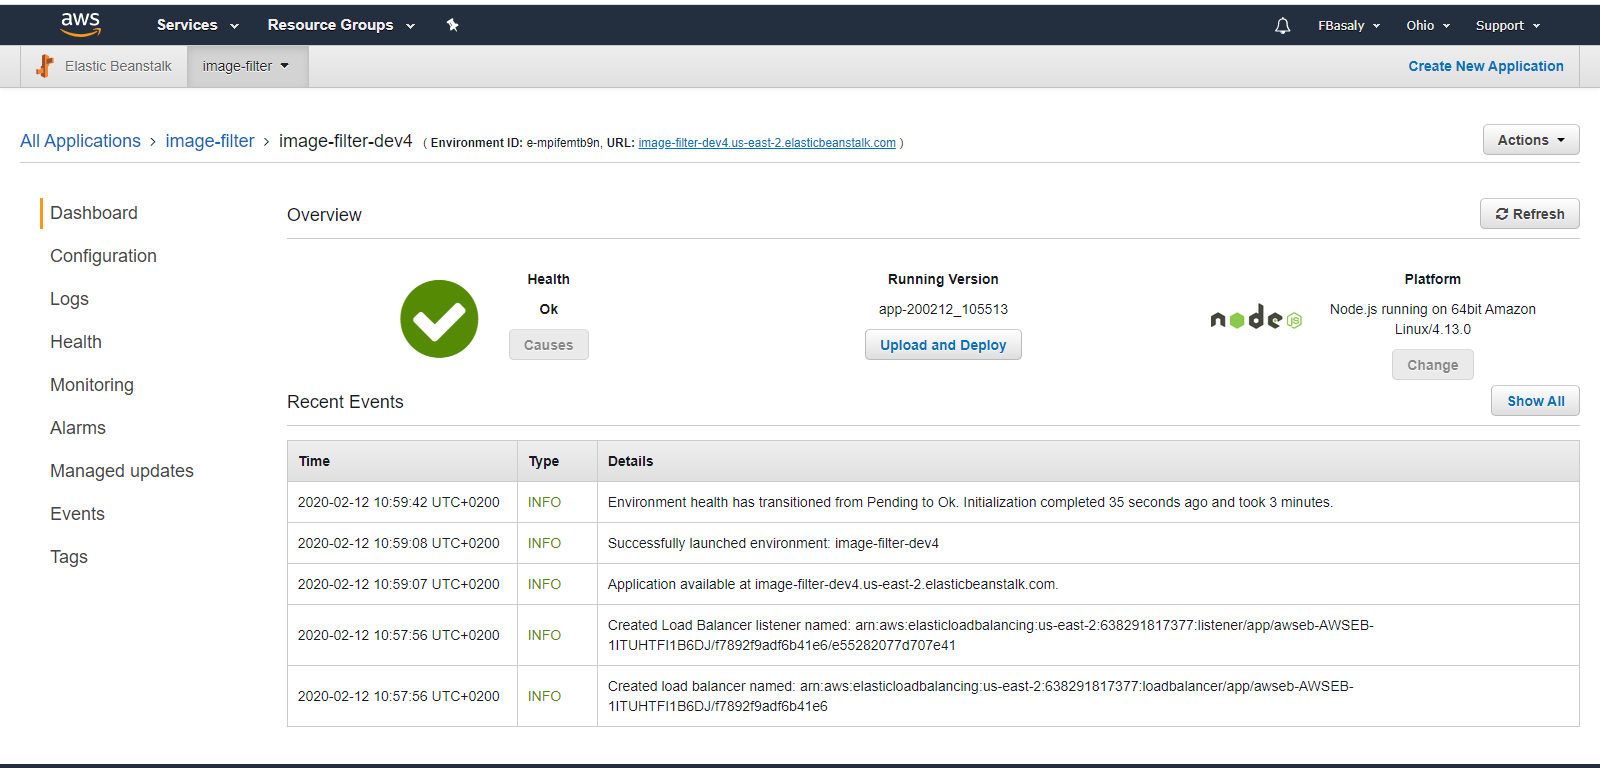 aws Services Resource Groups FBasaly Ohio Support
Elastic Beanstalk image-filter Create New Application
All Applications > image-filter > image-filter-dev4 ( Environment ID: e-mpifemtb9n, URL: image-filter-dev4.us-east-2.elasticbeanstalk.com ) Actions
Dashboard
Configuration
Logs
Health
Monitoring
Alarms
Managed updates
Events
Tags
Overview Refresh
Health
Ok
Causes
Running Version
app-200212_105513
Upload and Deploy
node JS
Platform
Node.js running on 64bit Amazon
Linux/4.13.0
Change
Recent Events Show All
Time Type Details
2020-02-12 10:59:42 UTC+0200 INFO Environment health has transitioned from Pending to Ok. Initialization completed 35 seconds ago and took 3 minutes.
2020-02-12 10:59:08 UTC+0200 INFO Successfully launched environment: image-filter-dev4
2020-02-12 10:59:07 UTC+0200 INFO Application available at image-filter-dev4.us-east-2.elasticbeanstalk.com.
2020-02-12 10:57:56 UTC+0200 INFO Created Load Balancer listener named: arn:aws:elasticloadbalancing:us-east-2:638291817377:listener/app/awseb-AWSEB-
1ITUHTFI1B6DJ/f7892f9adf6b41e6/e55282077d707e41
2020-02-12 10:57:56 UTC+0200 INFO Created load balancer named: arn:aws:elasticloadbalancing:us-east-2:638291817377:loadbalancer/app/awseb-AWSEB-
1ITUHTFI1B6DJ/f7892f9adf6b41e6